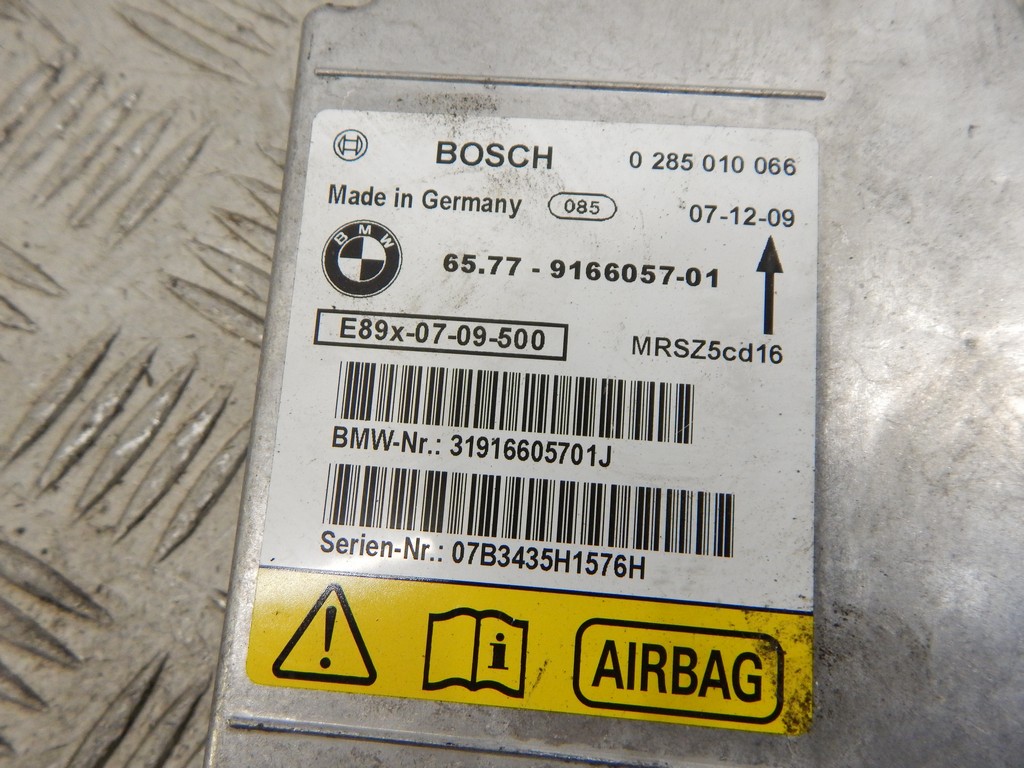 BOSCH 0 285 010 066
Made in Germany 085 07-12-09
BMW
65.77 - 9166057-01
E89x-07-09-500 MRSZ5cd16
BMW-Nr.: 31916605701J
Serien-Nr.: 07B3435H1576H
! i AIRBAG